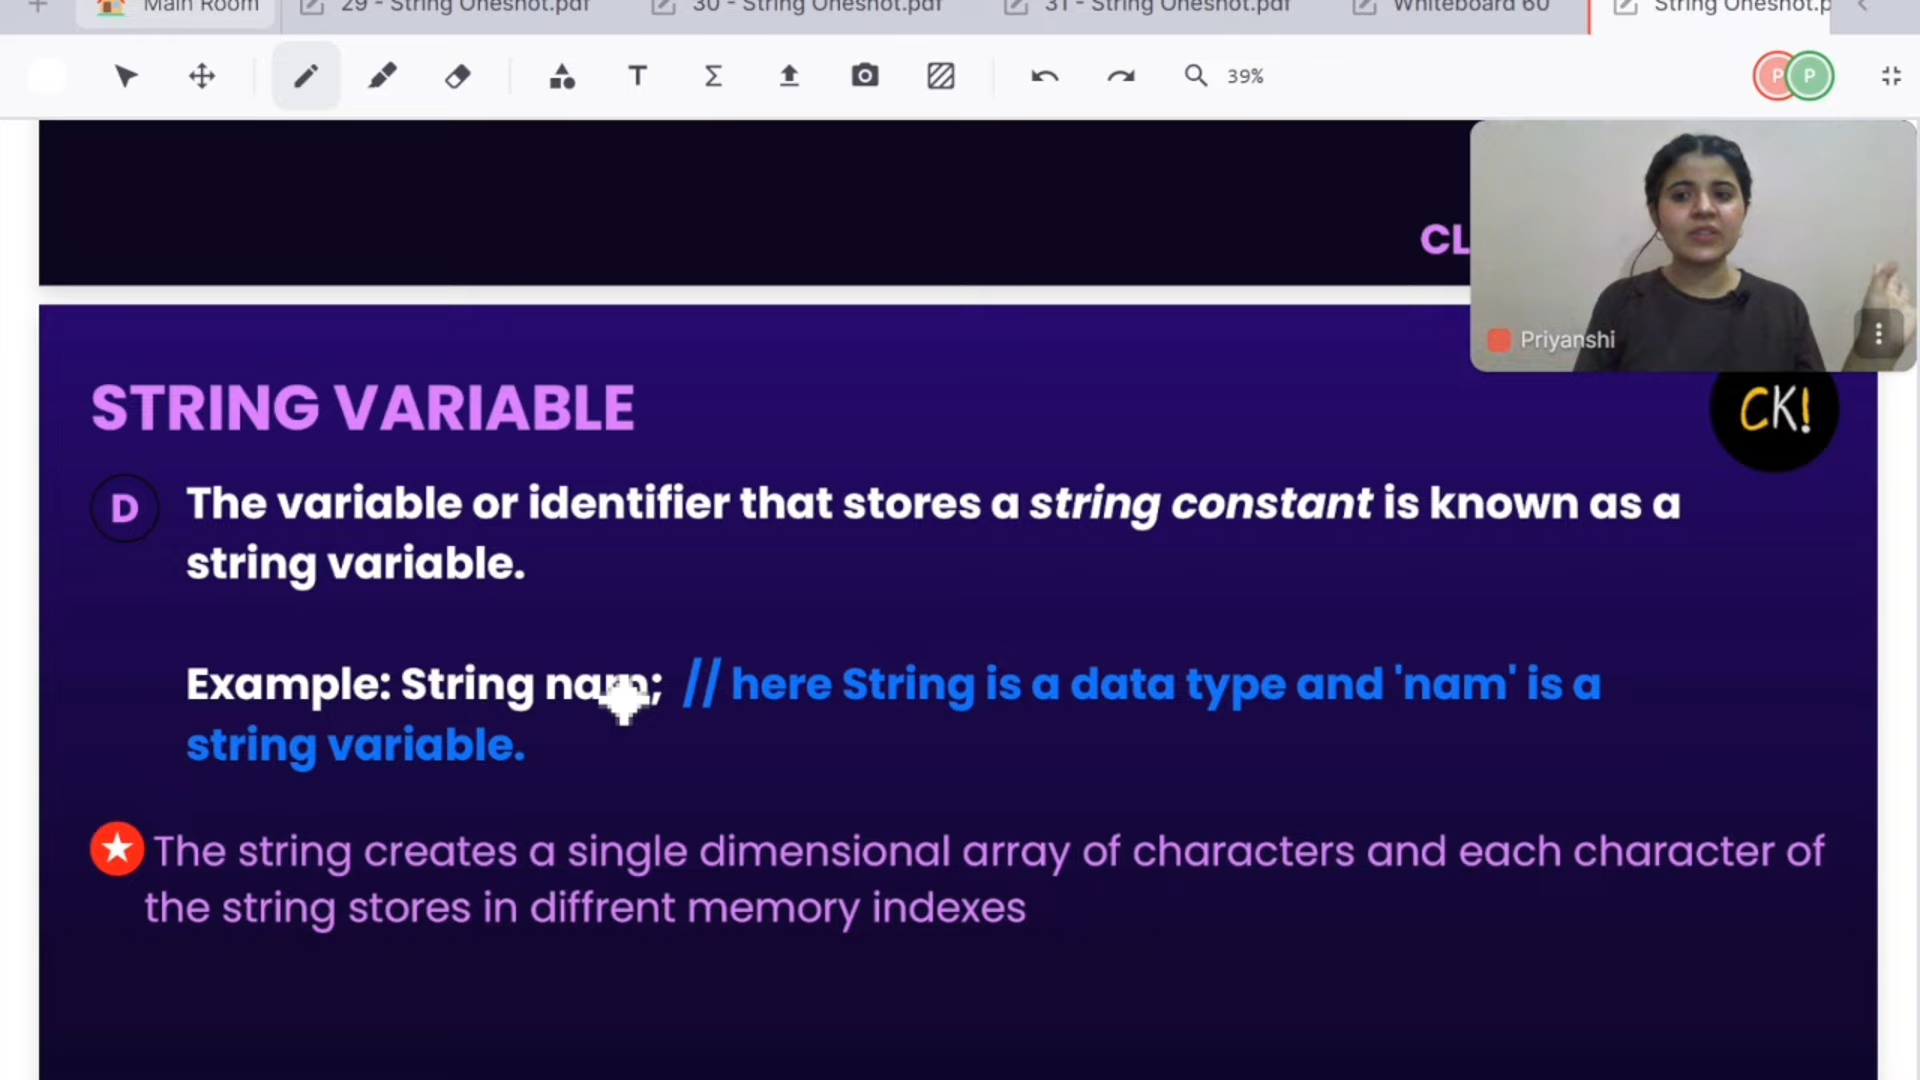 Main Room
29 - String Oneshot.pdf
30 - String Oneshot.pdf
31 - String Oneshot.pdf
Whiteboard 60
String Oneshot.p
T
Σ
39%
P
P
CL
Priyanshi
CK!
STRING VARIABLE
D
The variable or identifier that stores a string constant is known as a
string variable.
Example: String nam; // here String is a data type and 'nam' is a
string variable.
The string creates a single dimensional array of characters and each character of
the string stores in diffrent memory indexes